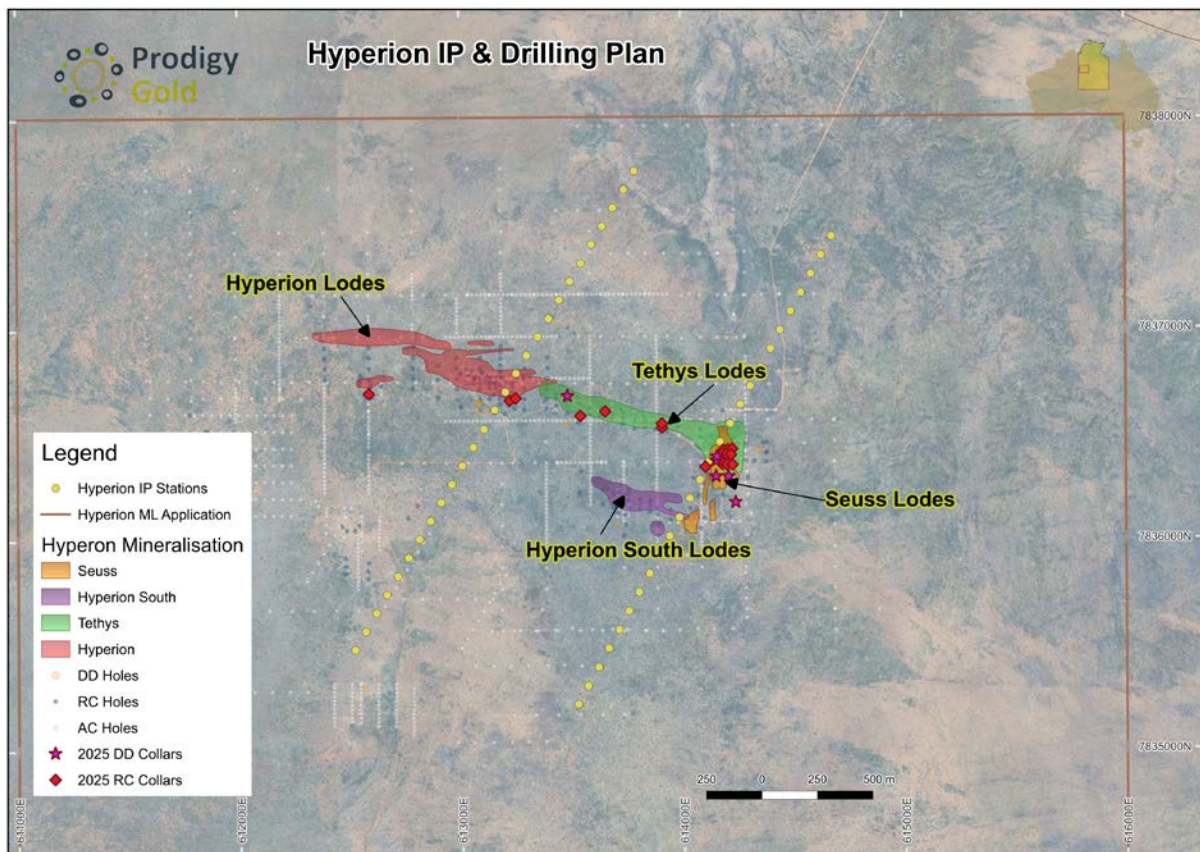 Prodigy
Gold
Hyperion IP & Drilling Plan
7838000N
Hyperion Lodes
7837000N
Tethys Lodes
Seuss Lodes
Hyperion South Lodes
7836000N
Legend
Hyperion IP Stations
Hyperion ML Application
Hyperon Mineralisation
Seuss
Hyperion South
Tethys
Hyperion
DD Holes
RC Holes
AC Holes
2025 DD Collars
2025 RC Collars
7835000N
250 0 250 500 m
611000E
612000E
613000E
614000E
615000E
616000E